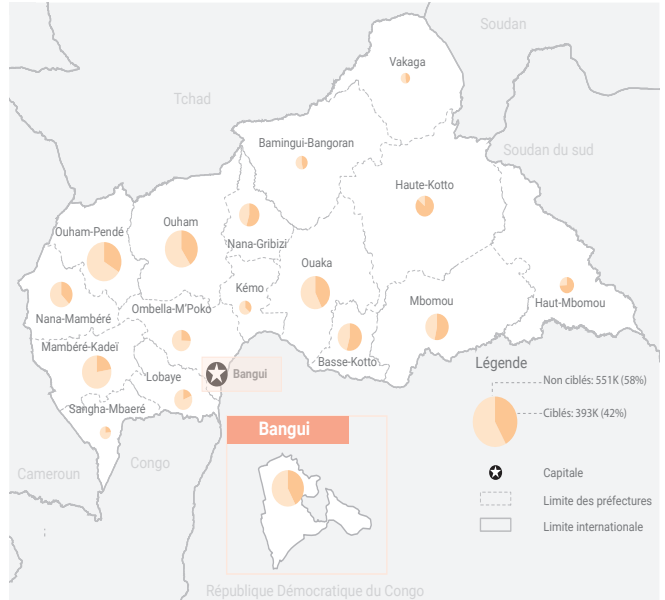 Soudan
Vakaga
Tchad
Bamingui-Bangoran
Soudan du sud
Haute-Kotto
Ouham-Pendé
Ouham
Nana-Gribizi
Ouaka
Kémo
Nana-Mambéré
Ombella-M'Poko
Mbomou
Haut-Mbomou
Mambéré-Kadeï
Basse-Kotto
Lobaye
Bangui
Sangha-Mbaeré
Légende
Non ciblés: 551K (58%)
Ciblés: 393K (42%)
Bangui
Cameroun
Congo
Capitale
Limite des préfectures
Limite internationale
République Démocratique du Congo